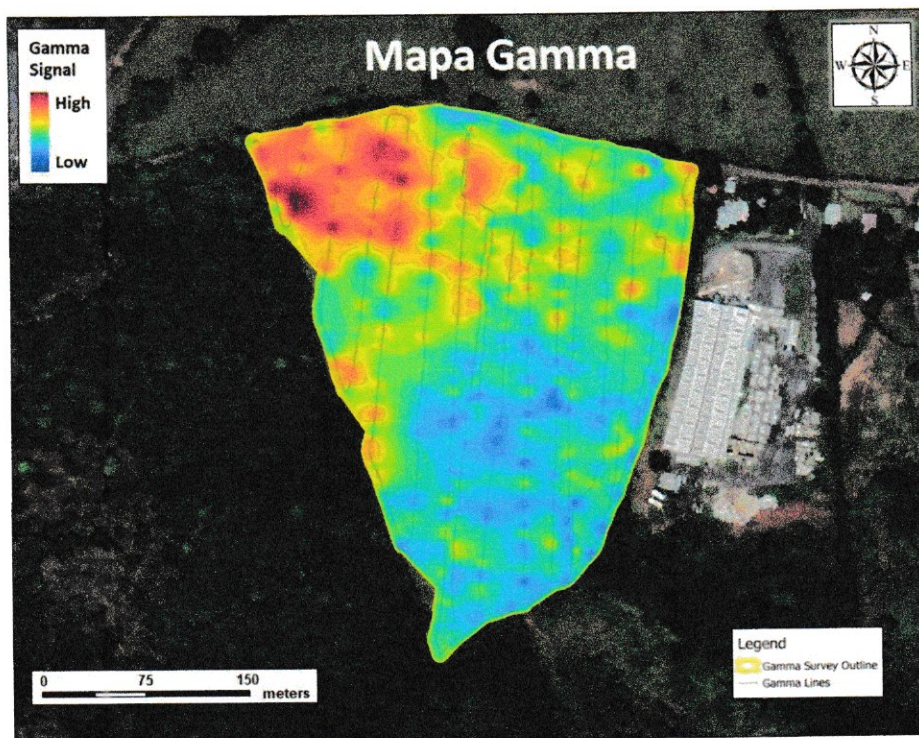 Gamma
Signal
High
Low
Mapa Gamma
N
W
E
S
0 75 150
meters
Legend
Gamma Survey Outline
Gamma Lines